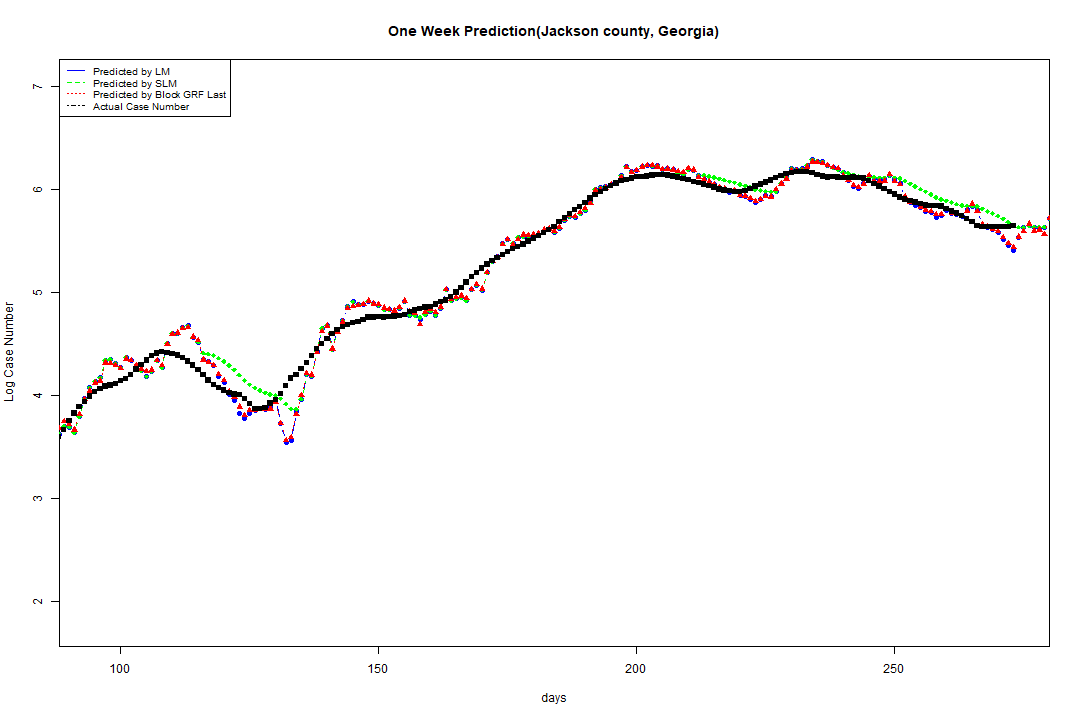 One Week Prediction(Jackson county, Georgia)
Predicted by LM
Predicted by SLM
Predicted by Block GRF Last
Actual Case Number
Log Case Number
7
6
5
4
3
2
100 150 200 250
days